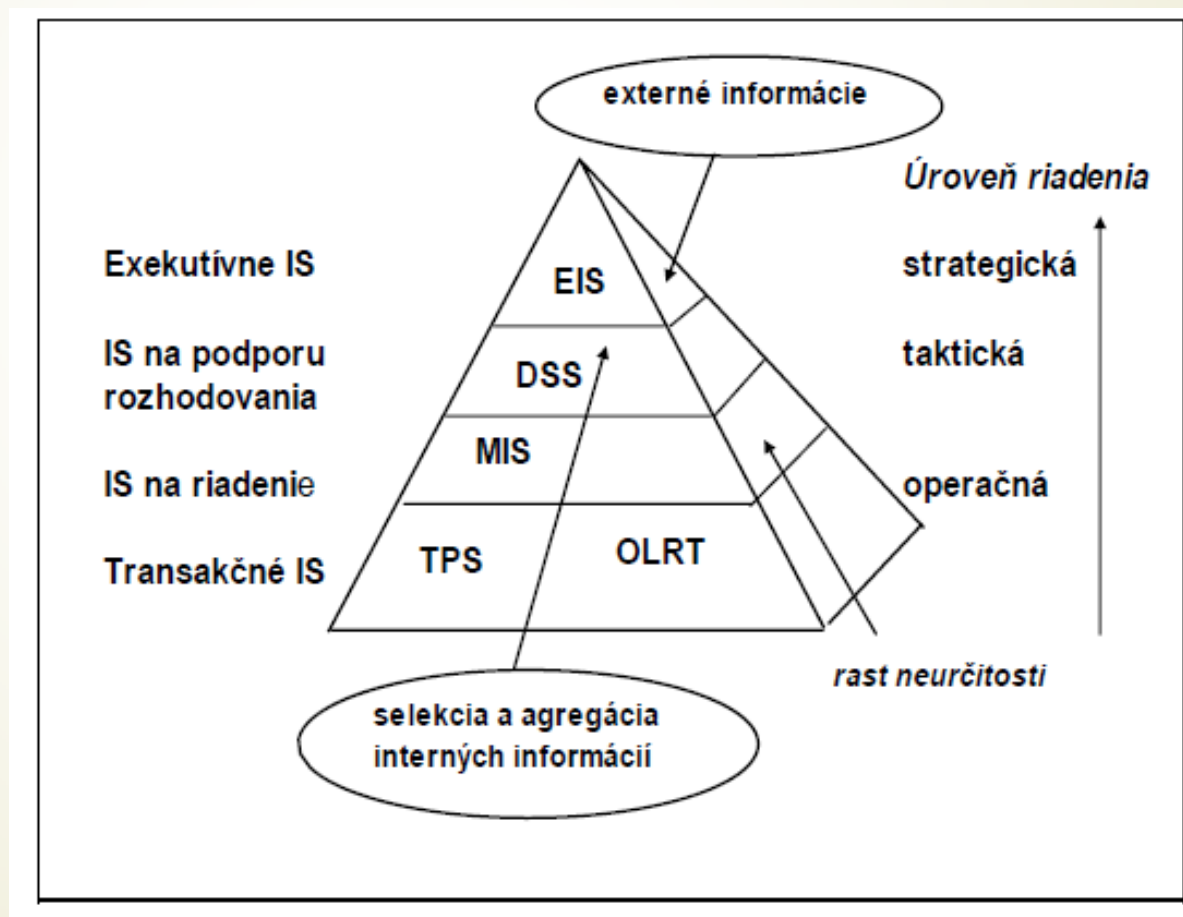 externé informácie
Úroveň riadenia
Exekutívne IS
EIS
strategická
IS na podporu
rozhodovania
DSS
taktická
MIS
IS na riadenie
operačná
Transakčné IS
TPS
OLRT
rast neurčitosti
selekcia a agregácia
interných informácií